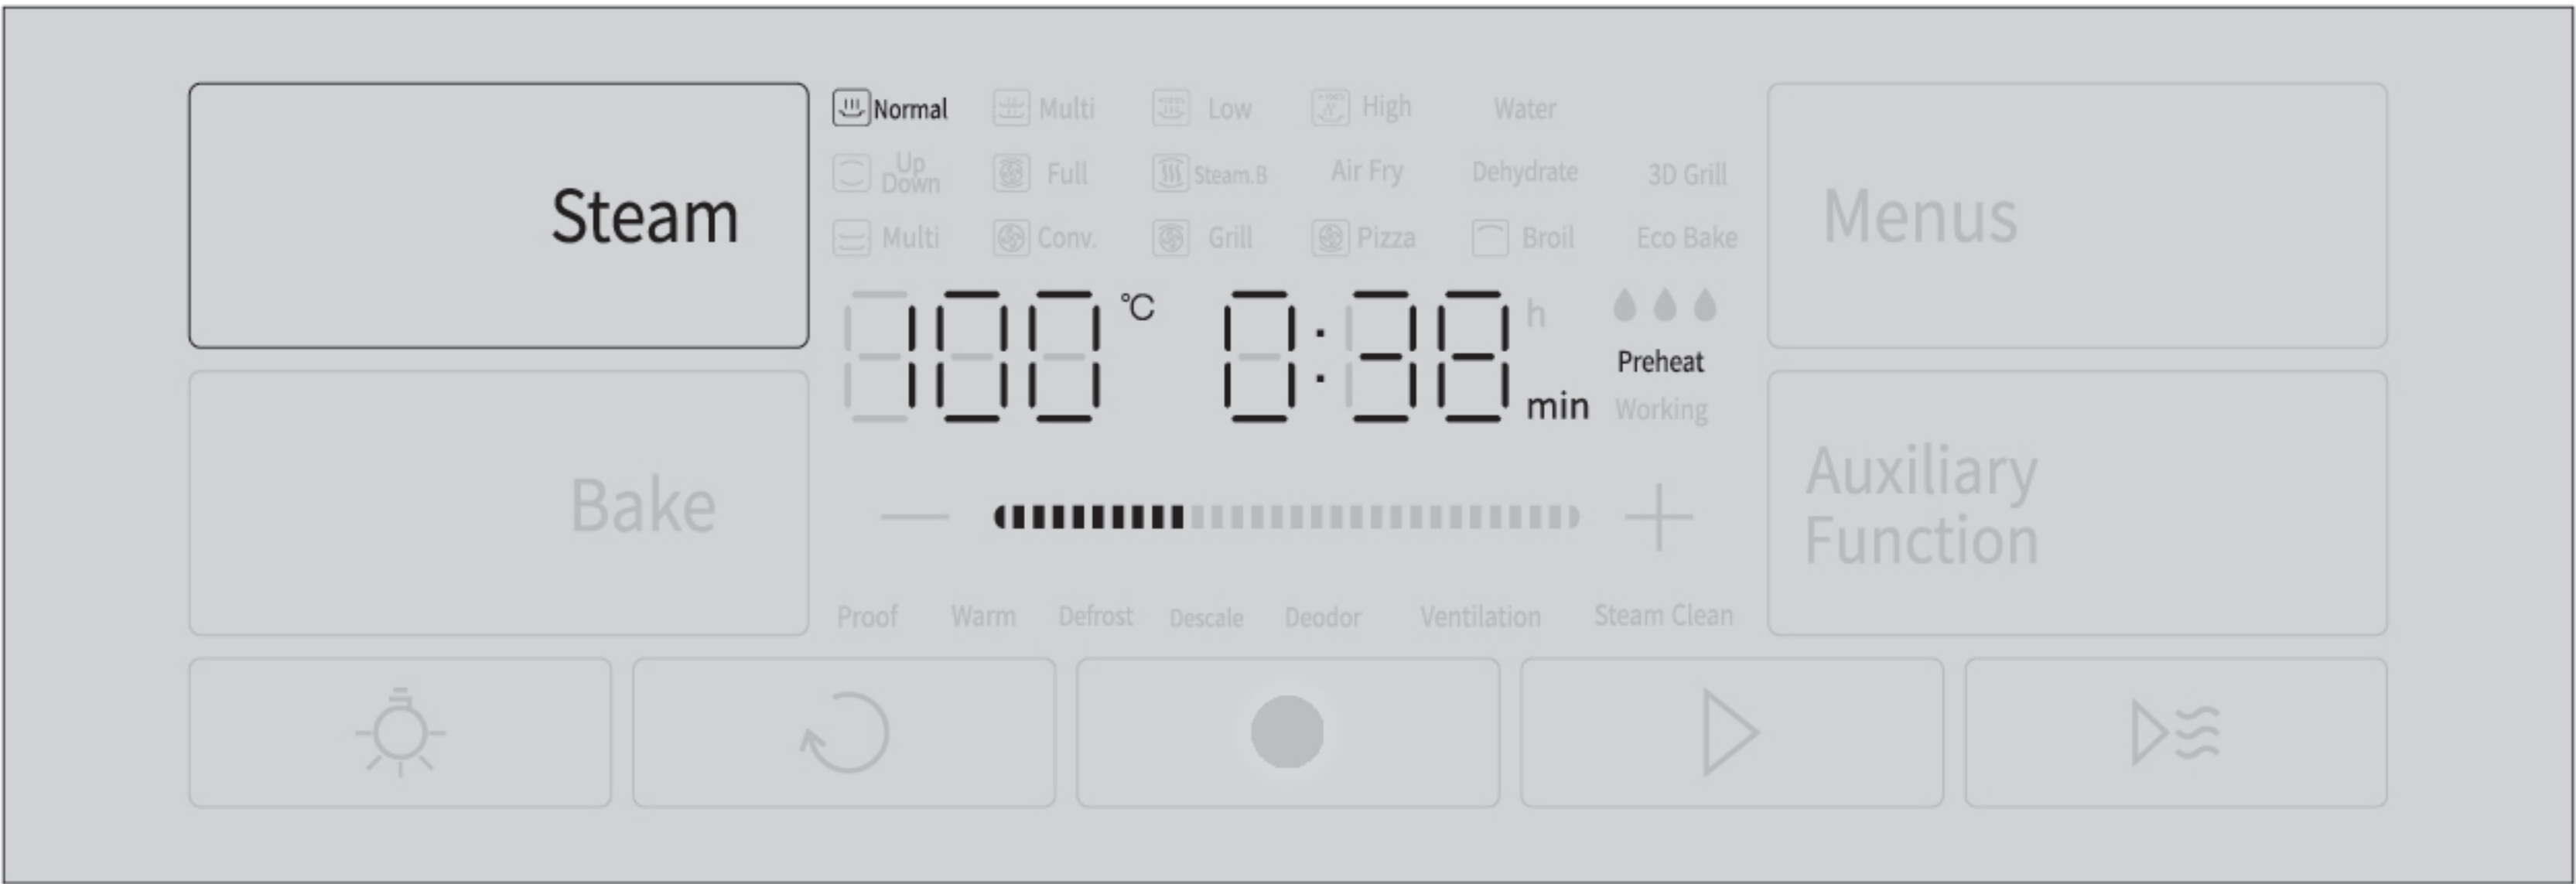 Steam
Normal Multi Low High Water
Up Down Full Steam.B Air Fry Dehydrate 3D Grill
Multi Conv. Grill Pizza Broil Eco Bake
100 °C 0:38 h min
Preheat
Working
Menus
Bake
Auxiliary
Function
Proof Warm Defrost Descale Deodor Ventilation Steam Clean